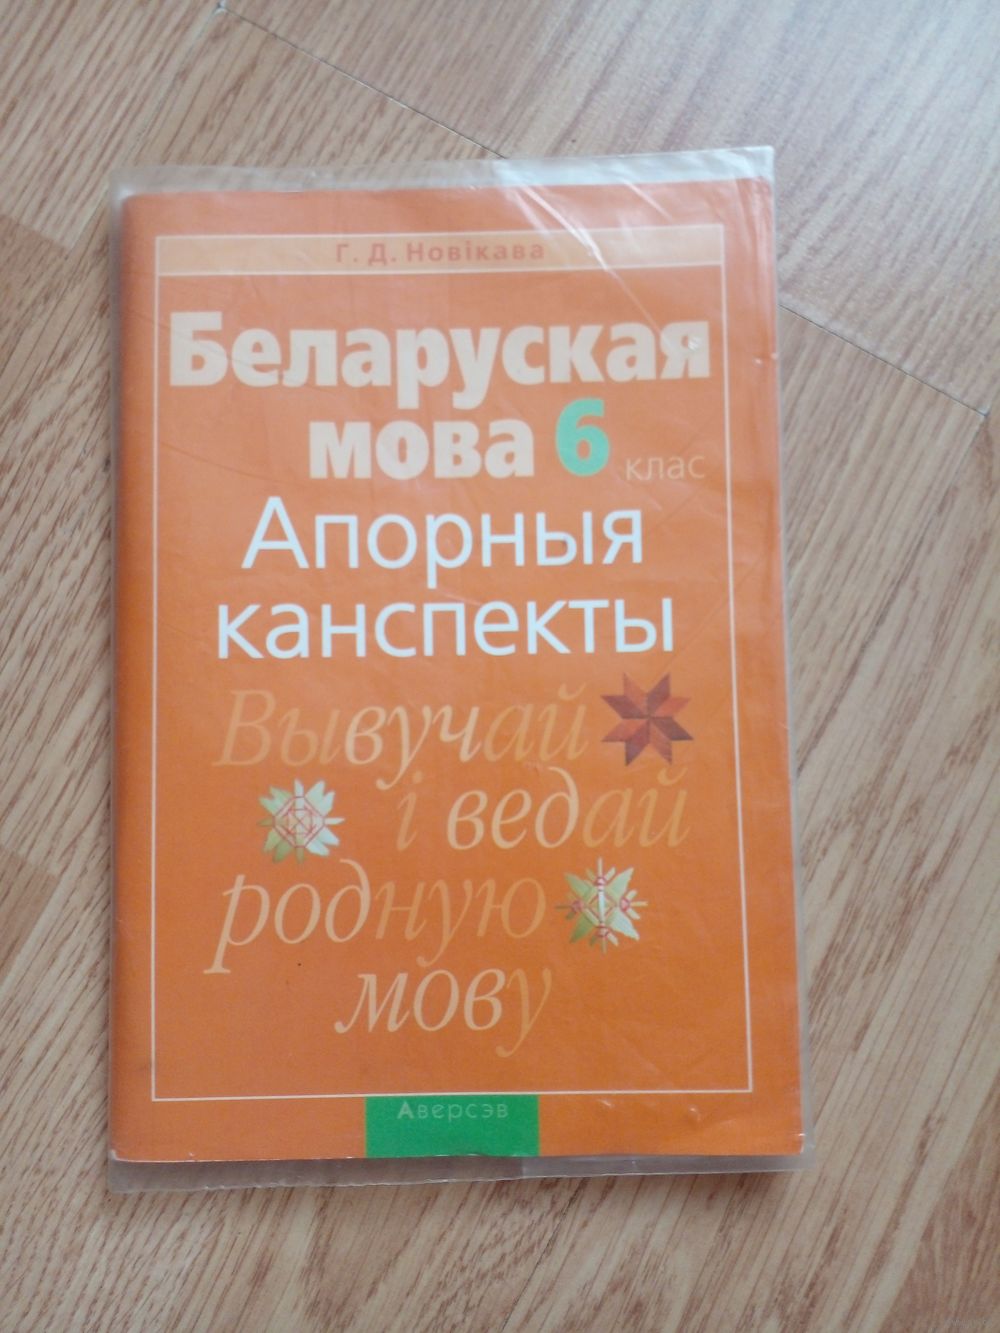 Г. Д. Новікава
Беларуская
мова 6 клас
Апорныя
канспекты
Вывучай
і ведай
родную
мову
Аверсэв